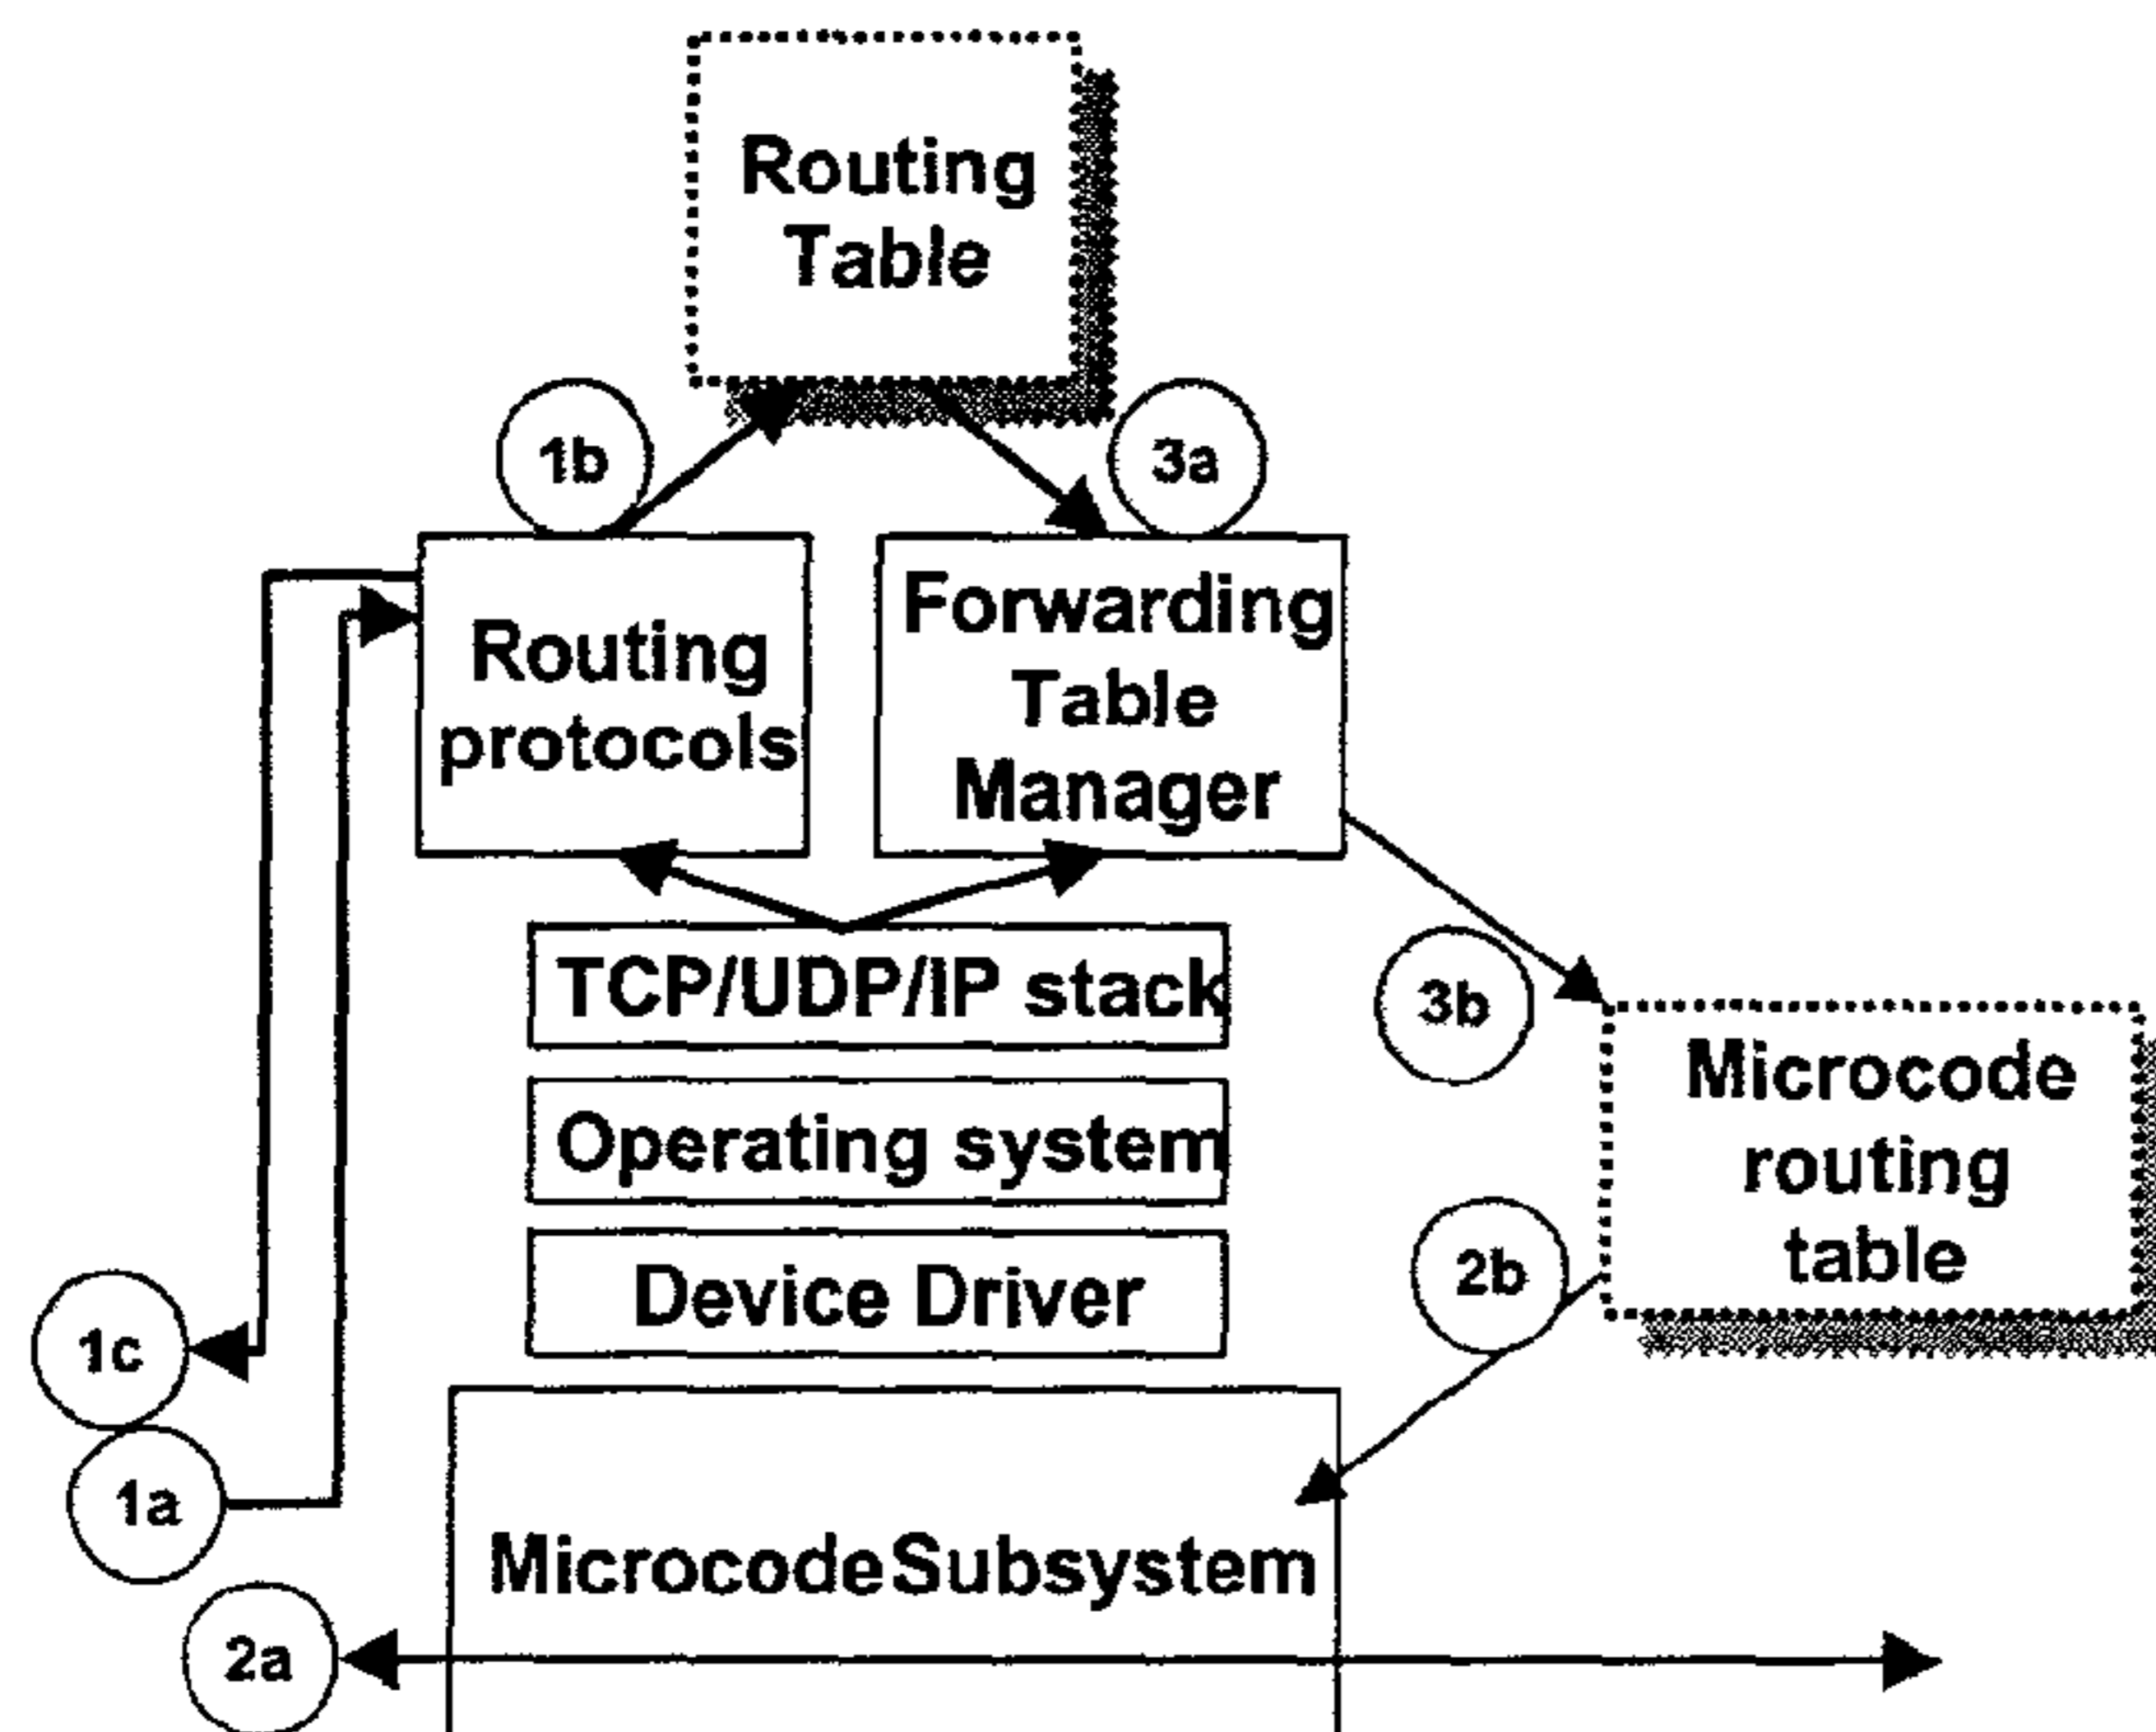 Routing
Table
1b
3a
Routing
protocols
Forwarding
Table
Manager
TCP/UDP/IP stack
3b
Operating system
Microcode
routing
table
2b
Device Driver
1c
1a
MicrocodeSubsystem
2a